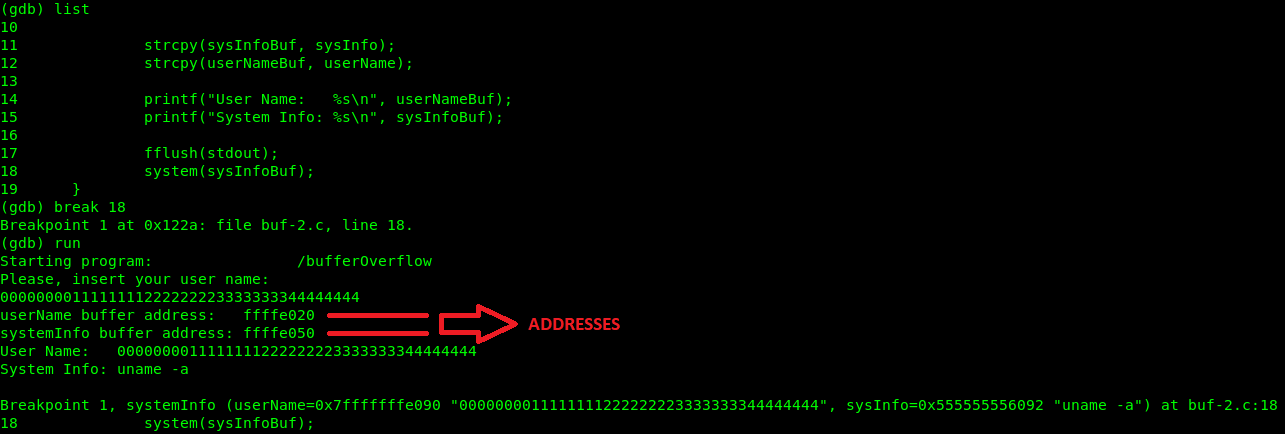 (gdb) list
10
11              strcpy(sysInfoBuf, sysInfo);
12              strcpy(userNameBuf, userName);
13
14              printf("User Name:   %s\n", userNameBuf);
15              printf("System Info: %s\n", sysInfoBuf);
16
17              fflush(stdout);
18              system(sysInfoBuf);
19      }
(gdb) break 18
Breakpoint 1 at 0x122a: file buf-2.c, line 18.
(gdb) run
Starting program:                /bufferOverflow
Please, insert your user name:
0000000011111111222222223333333344444444
userName buffer address:   ffffe020
ADDRESSES
systemInfo buffer address: ffffe050
User Name:   0000000011111111222222223333333344444444
System Info: uname -a
Breakpoint 1, systemInfo (userName=0x7fffffffe090 "0000000011111111222222223333333344444444", sysInfo=0x555555556092 "uname -a") at buf-2.c:18
18              system(sysInfoBuf);